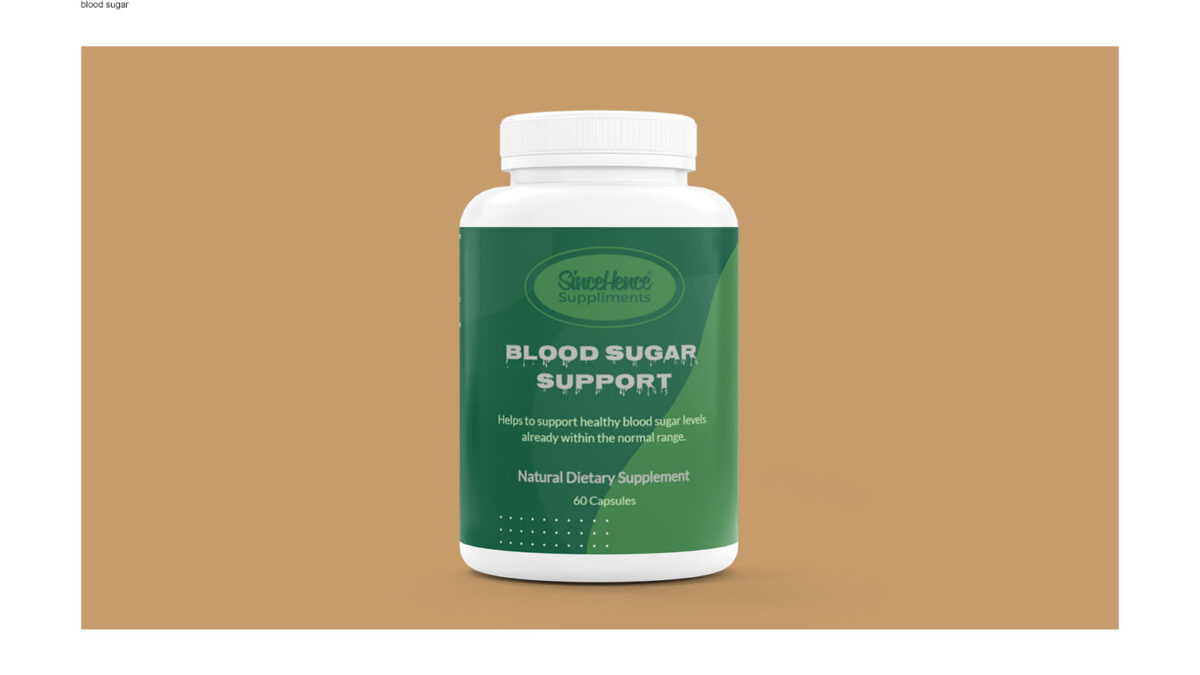 blood sugar
SinceHence
Suppliments
BLOOD SUGAR
SUPPORT
Helps to support healthy blood sugar levels
already within the normal range.
Natural Dietary Supplement
60 Capsules